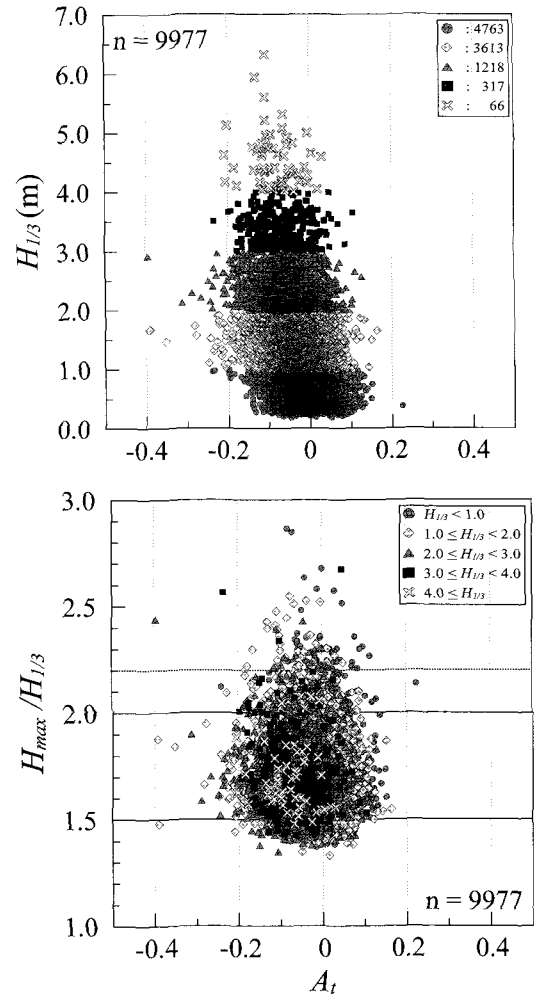 7.0
n = 9977
: 4763
: 3613
: 1218
: 317
: 66
6.0
5.0
4.0
3.0
2.0
1.0
0.0
H1/3 (m)
-0.4 -0.2 0 0.2 0.4
3.0
H1/3 < 1.0
1.0 ≤ H1/3 < 2.0
2.0 ≤ H1/3 < 3.0
3.0 ≤ H1/3 < 4.0
4.0 ≤ H1/3
2.5
2.0
1.5
1.0
Hmax /H1/3
n = 9977
-0.4 -0.2 0 0.2 0.4
At